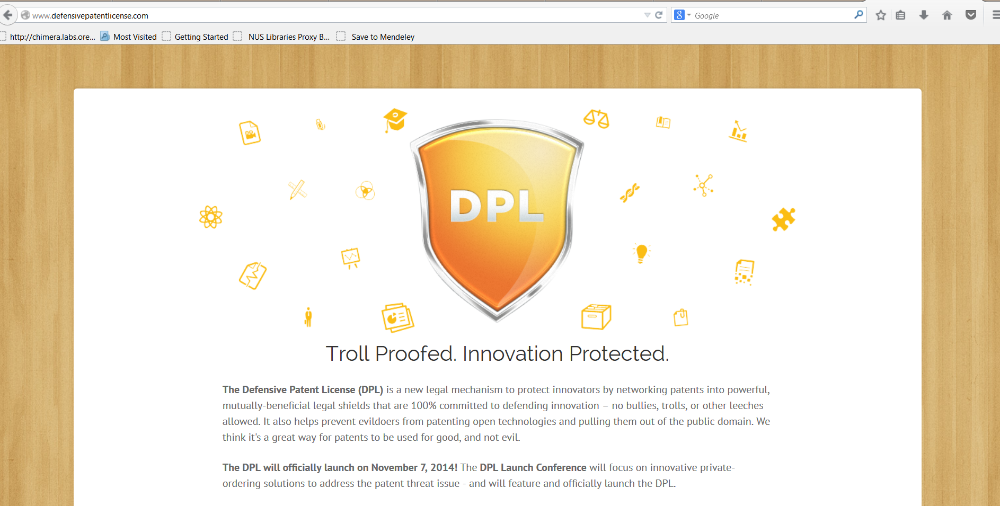 www.defensivepatentlicense.com
Google
http://chimera.labs.ore... Most Visited Getting Started NUS Libraries Proxy B... Save to Mendeley
DPL
Troll Proofed. Innovation Protected.
The Defensive Patent License (DPL) is a new legal mechanism to protect innovators by networking patents into powerful,
mutually-beneficial legal shields that are 100% committed to defending innovation – no bullies, trolls, or other leeches
allowed. It also helps prevent evildoers from patenting open technologies and pulling them out of the public domain. We
think it's a great way for patents to be used for good, and not evil.
The DPL will officially launch on November 7, 2014! The DPL Launch Conference will focus on innovative private-
ordering solutions to address the patent threat issue - and will feature and officially launch the DPL.